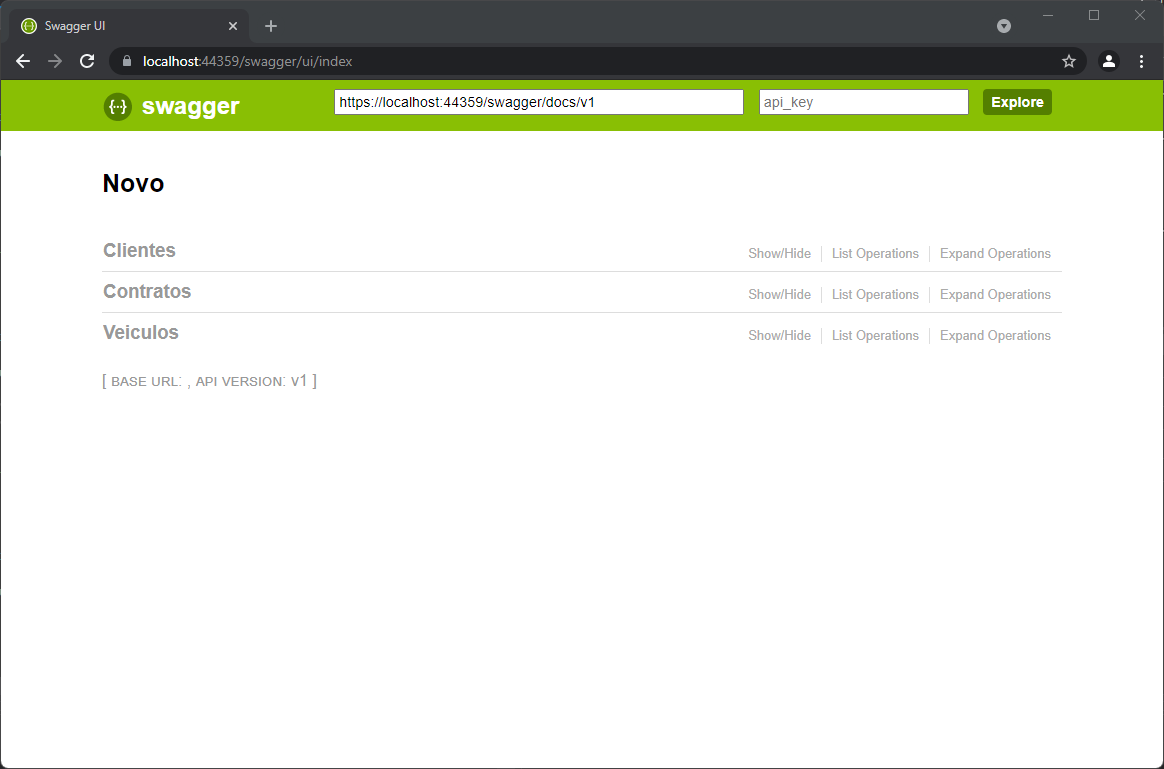 Swagger UI
localhost:44359/swagger/ui/index
{··} swagger https://localhost:44359/swagger/docs/v1 api_key Explore
Novo
Clientes Show/Hide List Operations Expand Operations
Contratos Show/Hide List Operations Expand Operations
Veiculos Show/Hide List Operations Expand Operations
[ BASE URL: , API VERSION: v1 ]